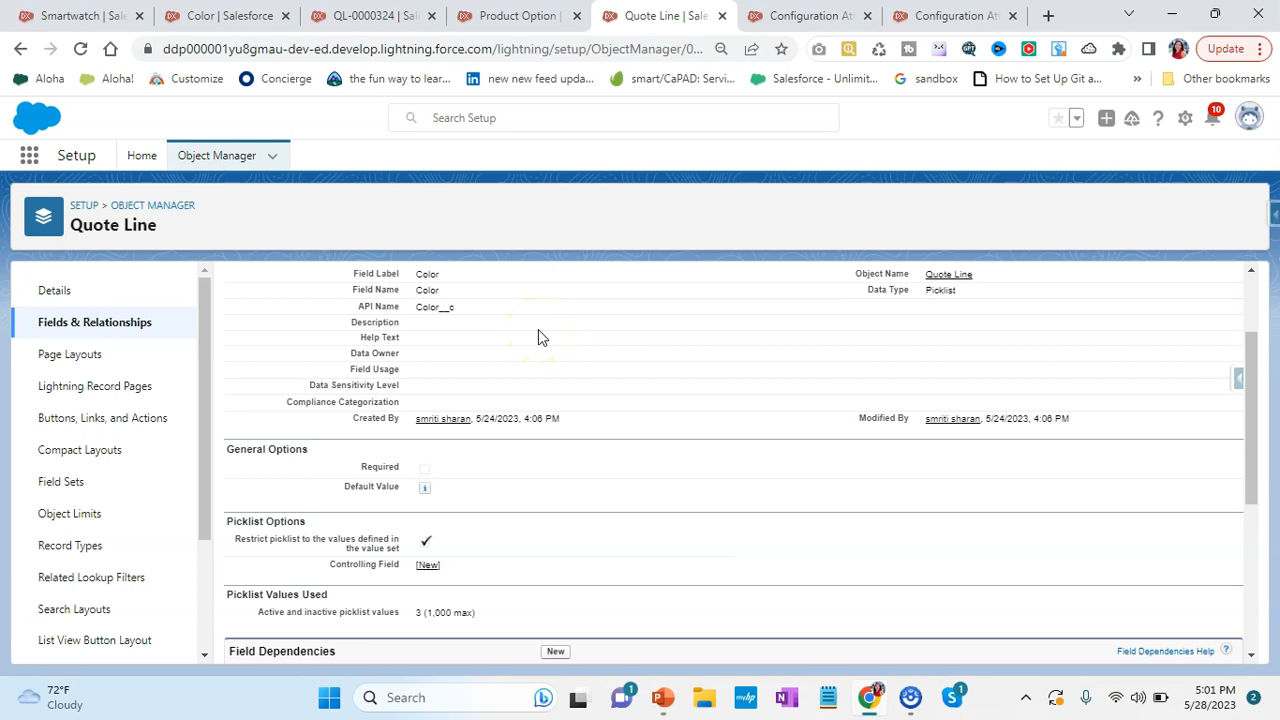 Smartwatch | Sale
Color | Salesforce
QL-0000324 | Sal
Product Option |
Quote Line | Sale
Configuration Att
Configuration Att
ddp000001yu8gmau-dev-ed.develop.lightning.force.com/lightning/setup/ObjectManager/0...
Update
Aloha
Aloha!
Customize
Concierge
the fun way to lear...
new new feed upda...
smart/CaPAD: Servi...
Salesforce - Unlimit...
sandbox
How to Set Up Git a...
»
Other bookmarks
Search Setup
10
Setup
Home
Object Manager
SETUP > OBJECT MANAGER
Quote Line
Details
Fields & Relationships
Page Layouts
Lightning Record Pages
Buttons, Links, and Actions
Compact Layouts
Field Sets
Object Limits
Record Types
Related Lookup Filters
Search Layouts
List View Button Layout
Field Label Color Object Name Quote Line
Field Name Color Data Type Picklist
API Name Color__c
Description
Help Text
Data Owner
Field Usage
Data Sensitivity Level
Compliance Categorization
Created By smriti sharan, 5/24/2023, 4:06 PM Modified By smriti sharan, 5/24/2023, 4:06 PM
General Options
Required
Default Value
Picklist Options
Restrict picklist to the values defined in
the value set
Controlling Field [New]
Picklist Values Used
Active and inactive picklist values 3 (1,000 max)
Field Dependencies New Field Dependencies Help ?
72°F
Cloudy
Search
1
1
5:01 PM
5/28/2023
2